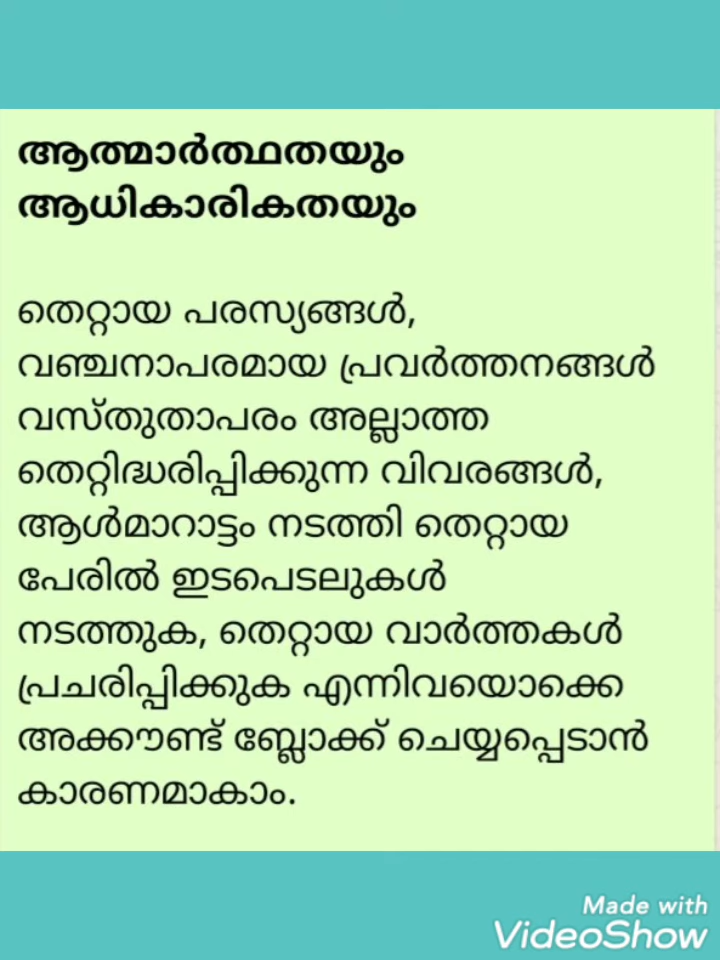 ആത്മാർത്ഥതയും
ആധികാരികതയും
തെറ്റായ പരസ്യങ്ങൾ,
വഞ്ചനാപരമായ പ്രവർത്തനങ്ങൾ
വസ്തുതാപരം അല്ലാത്ത
തെറ്റിദ്ധരിപ്പിക്കുന്ന വിവരങ്ങൾ,
ആൾമാറാട്ടം നടത്തി തെറ്റായ
പേരിൽ ഇടപെടലുകൾ
നടത്തുക, തെറ്റായ വാർത്തകൾ
പ്രചരിപ്പിക്കുക എന്നിവയൊക്കെ
അക്കൗണ്ട് ബ്ലോക്ക് ചെയ്യപ്പെടാൻ
കാരണമാകാം.
Made with
VideoShow